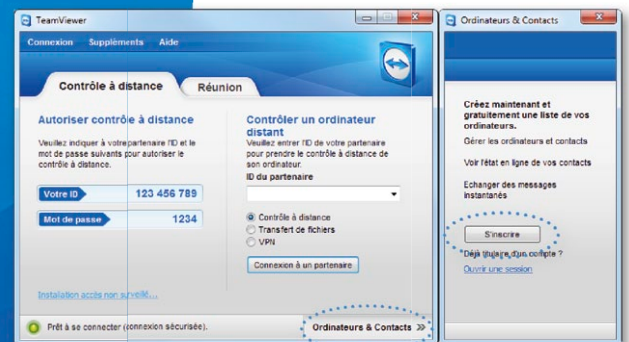 TeamViewer
Connexion Suppléments Aide
Contrôle à distance Réunion
Autoriser contrôle à distance
Veuillez indiquer à votre partenaire l'ID et le
mot de passe suivants pour autoriser le
contrôle à distance.
Votre ID 123 456 789
Mot de passe 1234
Installation accès non surveillé...
Contrôler un ordinateur
distant
Veuillez entrer l'ID de votre partenaire
pour prendre le contrôle à distance de
son ordinateur.
ID du partenaire
Contrôle à distance
Transfert de fichiers
VPN
Connexion à un partenaire
Prêt à se connecter (connexion sécurisée).
Ordinateurs & Contacts >>
Ordinateurs & Contacts
Créez maintenant et
gratuitement une liste de vos
ordinateurs.
Gérer les ordinateurs et contacts
Voir l'état en ligne de vos contacts
Echanger des messages
instantanés
S'inscrire
Déjà titulaire d'un compte ?
Ouvrir une session